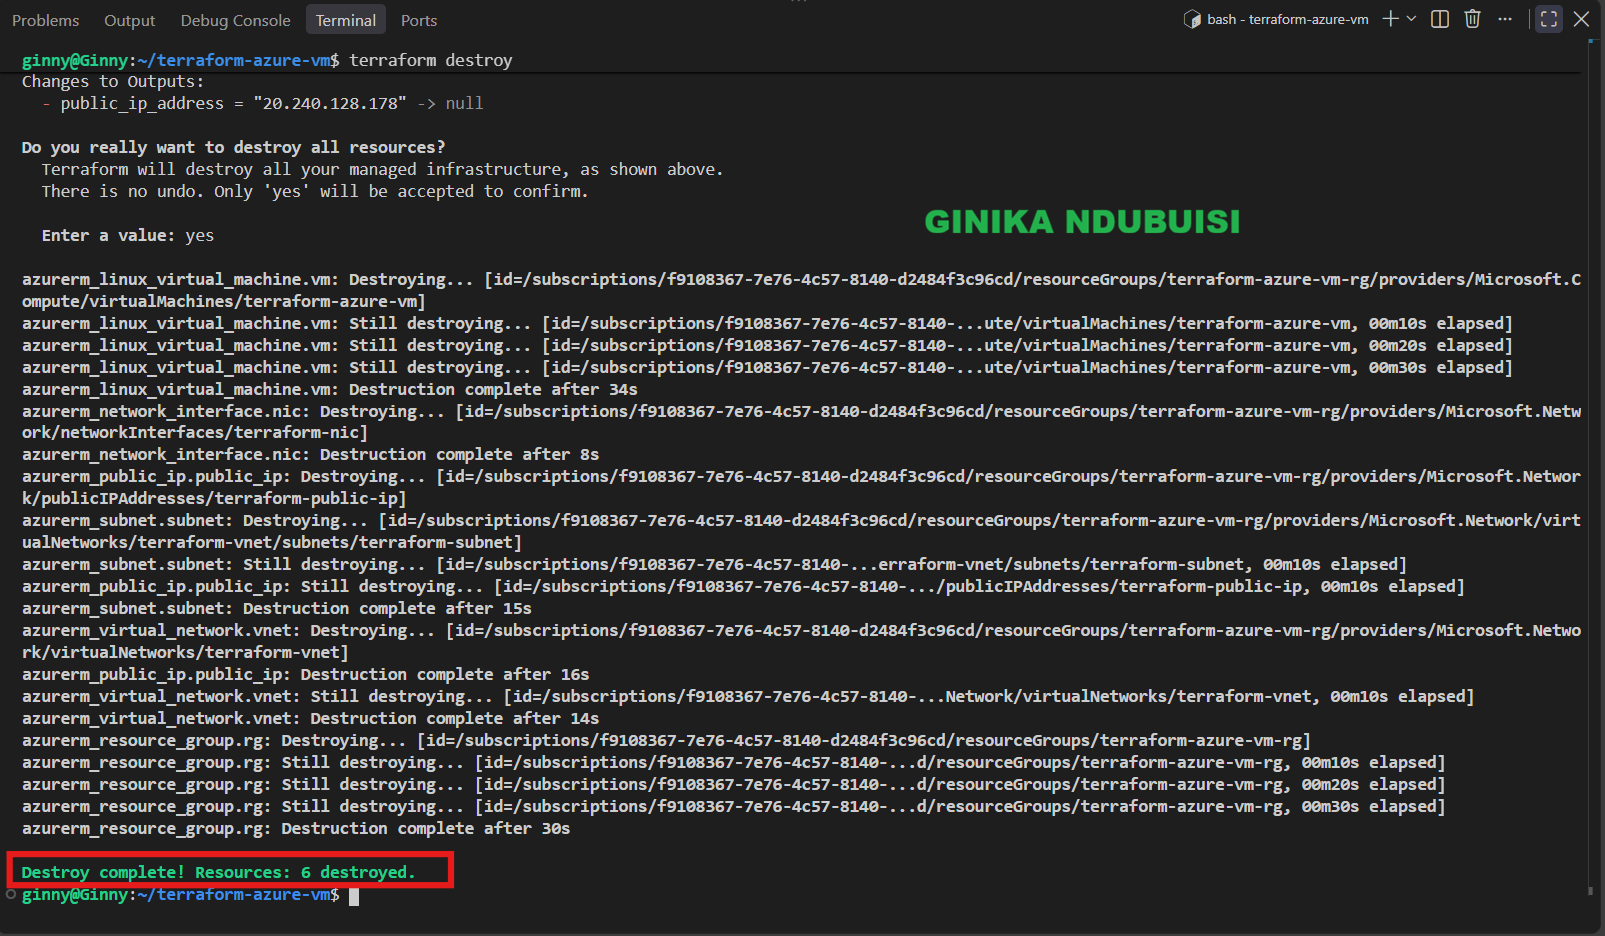 Problems Output Debug Console Terminal Ports bash - terraform-azure-vm
ginny@Ginny:~/terraform-azure-vm$ terraform destroy
Changes to Outputs:
- public_ip_address = "20.240.128.178" -> null
Do you really want to destroy all resources?
Terraform will destroy all your managed infrastructure, as shown above.
There is no undo. Only 'yes' will be accepted to confirm.
GINIKA NDUBUISI
Enter a value: yes
azurerm_linux_virtual_machine.vm: Destroying... [id=/subscriptions/f9108367-7e76-4c57-8140-d2484f3c96cd/resourceGroups/terraform-azure-vm-rg/providers/Microsoft.C
ompute/virtualMachines/terraform-azure-vm]
azurerm_linux_virtual_machine.vm: Still destroying... [id=/subscriptions/f9108367-7e76-4c57-8140-...ute/virtualMachines/terraform-azure-vm, 00m10s elapsed]
azurerm_linux_virtual_machine.vm: Still destroying... [id=/subscriptions/f9108367-7e76-4c57-8140-...ute/virtualMachines/terraform-azure-vm, 00m20s elapsed]
azurerm_linux_virtual_machine.vm: Still destroying... [id=/subscriptions/f9108367-7e76-4c57-8140-...ute/virtualMachines/terraform-azure-vm, 00m30s elapsed]
azurerm_linux_virtual_machine.vm: Destruction complete after 34s
azurerm_network_interface.nic: Destroying... [id=/subscriptions/f9108367-7e76-4c57-8140-d2484f3c96cd/resourceGroups/terraform-azure-vm-rg/providers/Microsoft.Netw
ork/networkInterfaces/terraform-nic]
azurerm_network_interface.nic: Destruction complete after 8s
azurerm_public_ip.public_ip: Destroying... [id=/subscriptions/f9108367-7e76-4c57-8140-d2484f3c96cd/resourceGroups/terraform-azure-vm-rg/providers/Microsoft.Networ
k/publicIPAddresses/terraform-public-ip]
azurerm_subnet.subnet: Destroying... [id=/subscriptions/f9108367-7e76-4c57-8140-d2484f3c96cd/resourceGroups/terraform-azure-vm-rg/providers/Microsoft.Network/virt
ualNetworks/terraform-vnet/subnets/terraform-subnet]
azurerm_subnet.subnet: Still destroying... [id=/subscriptions/f9108367-7e76-4c57-8140-...erraform-vnet/subnets/terraform-subnet, 00m10s elapsed]
azurerm_public_ip.public_ip: Still destroying... [id=/subscriptions/f9108367-7e76-4c57-8140-.../publicIPAddresses/terraform-public-ip, 00m10s elapsed]
azurerm_subnet.subnet: Destruction complete after 15s
azurerm_virtual_network.vnet: Destroying... [id=/subscriptions/f9108367-7e76-4c57-8140-d2484f3c96cd/resourceGroups/terraform-azure-vm-rg/providers/Microsoft.Netwo
rk/virtualNetworks/terraform-vnet]
azurerm_public_ip.public_ip: Destruction complete after 16s
azurerm_virtual_network.vnet: Still destroying... [id=/subscriptions/f9108367-7e76-4c57-8140-...Network/virtualNetworks/terraform-vnet, 00m10s elapsed]
azurerm_virtual_network.vnet: Destruction complete after 14s
azurerm_resource_group.rg: Destroying... [id=/subscriptions/f9108367-7e76-4c57-8140-d2484f3c96cd/resourceGroups/terraform-azure-vm-rg]
azurerm_resource_group.rg: Still destroying... [id=/subscriptions/f9108367-7e76-4c57-8140-...d/resourceGroups/terraform-azure-vm-rg, 00m10s elapsed]
azurerm_resource_group.rg: Still destroying... [id=/subscriptions/f9108367-7e76-4c57-8140-...d/resourceGroups/terraform-azure-vm-rg, 00m20s elapsed]
azurerm_resource_group.rg: Still destroying... [id=/subscriptions/f9108367-7e76-4c57-8140-...d/resourceGroups/terraform-azure-vm-rg, 00m30s elapsed]
azurerm_resource_group.rg: Destruction complete after 30s
Destroy complete! Resources: 6 destroyed.
ginny@Ginny:~/terraform-azure-vm$